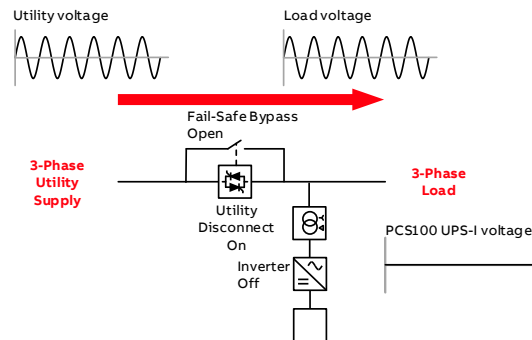 Utility voltage
Load voltage
Fail-Safe Bypass
Open
3-Phase
Utility
Supply
3-Phase
Load
Utility
Disconnect
On
PCS100 UPS-I voltage
Inverter
Off